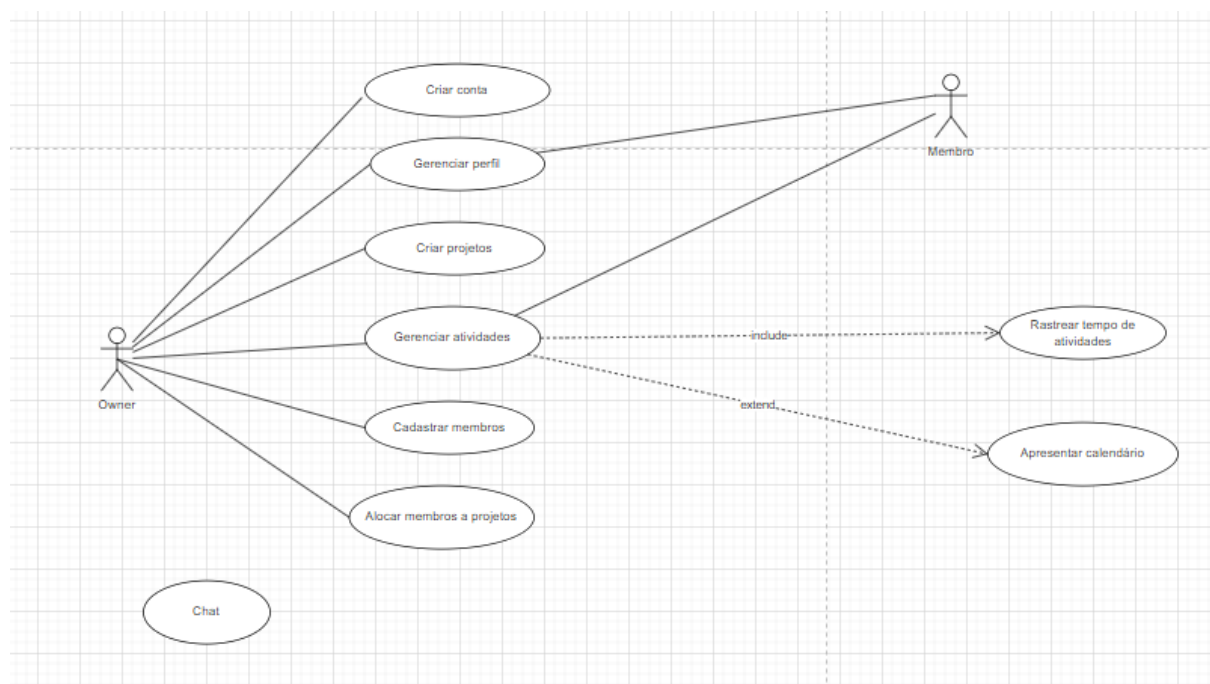 Criar conta
Membro
Gerenciar perfil
Criar projetos
Gerenciar atividades
include
Rastrear tempo de
atividades
Owner
extend
Cadastrar membros
Apresentar calendário
Alocar membros a projetos
Chat